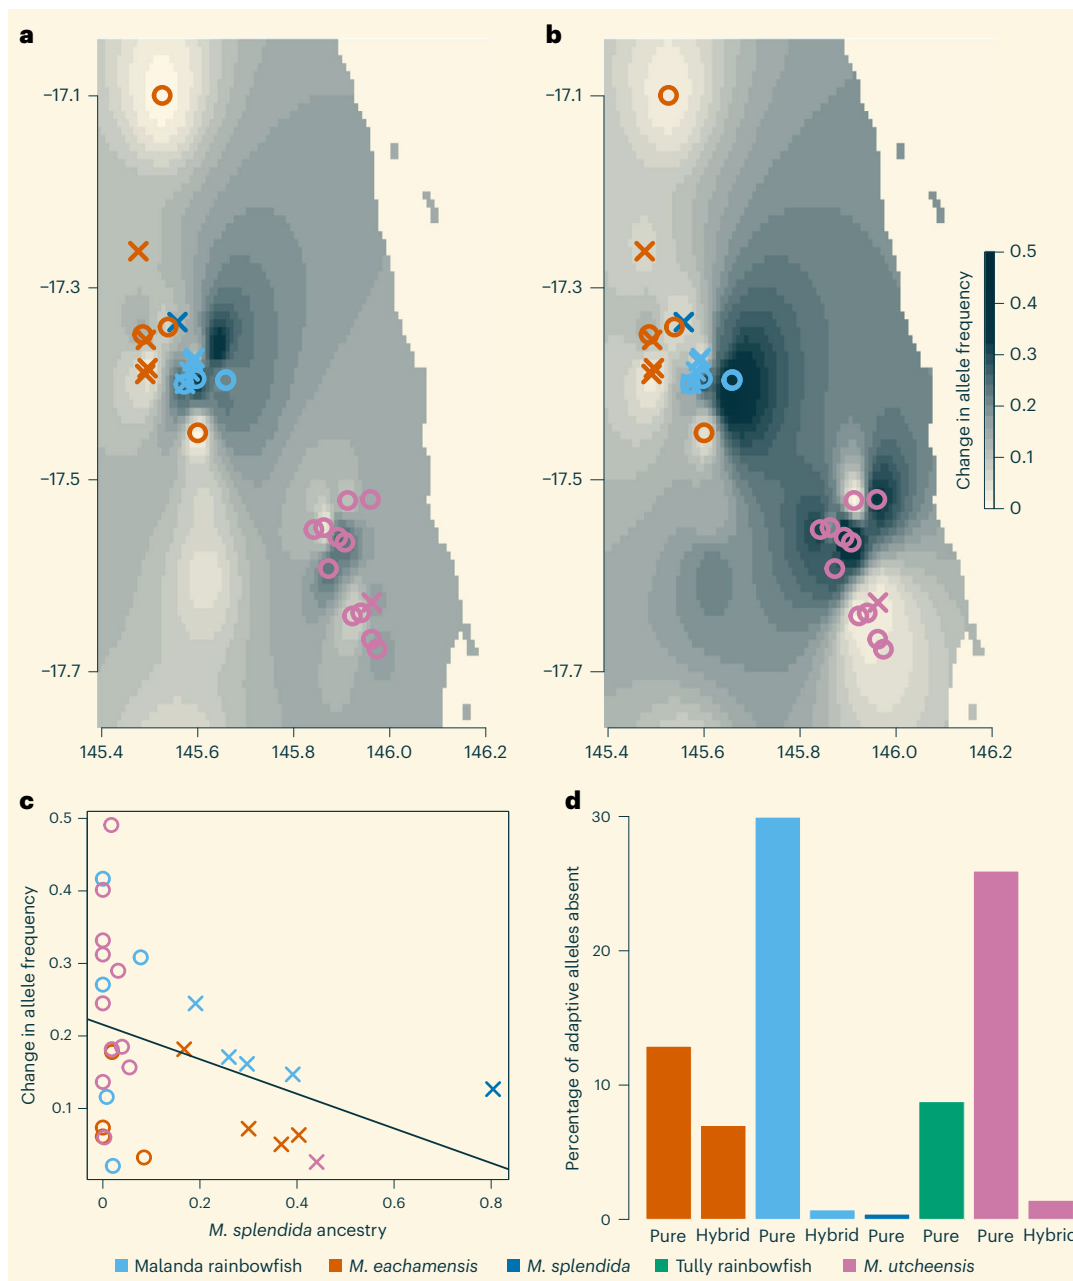 a
b
−17.1
−17.3
−17.5
−17.7
145.4 145.6 145.8 146.0 146.2
−17.1
−17.3
−17.5
−17.7
145.4 145.6 145.8 146.0 146.2
0.5
0.4
0.3
0.2
0.1
0
Change in allele frequency
c
0.5
0.4
0.3
0.2
0.1
Change in allele frequency
0 0.2 0.4 0.6 0.8
M. splendida ancestry
d
30
20
10
0
Percentage of adaptive alleles absent
Pure Hybrid Pure Hybrid Pure Pure Pure Hybrid
Malanda rainbowfish M. eachamensis M. splendida Tully rainbowfish M. utcheensis